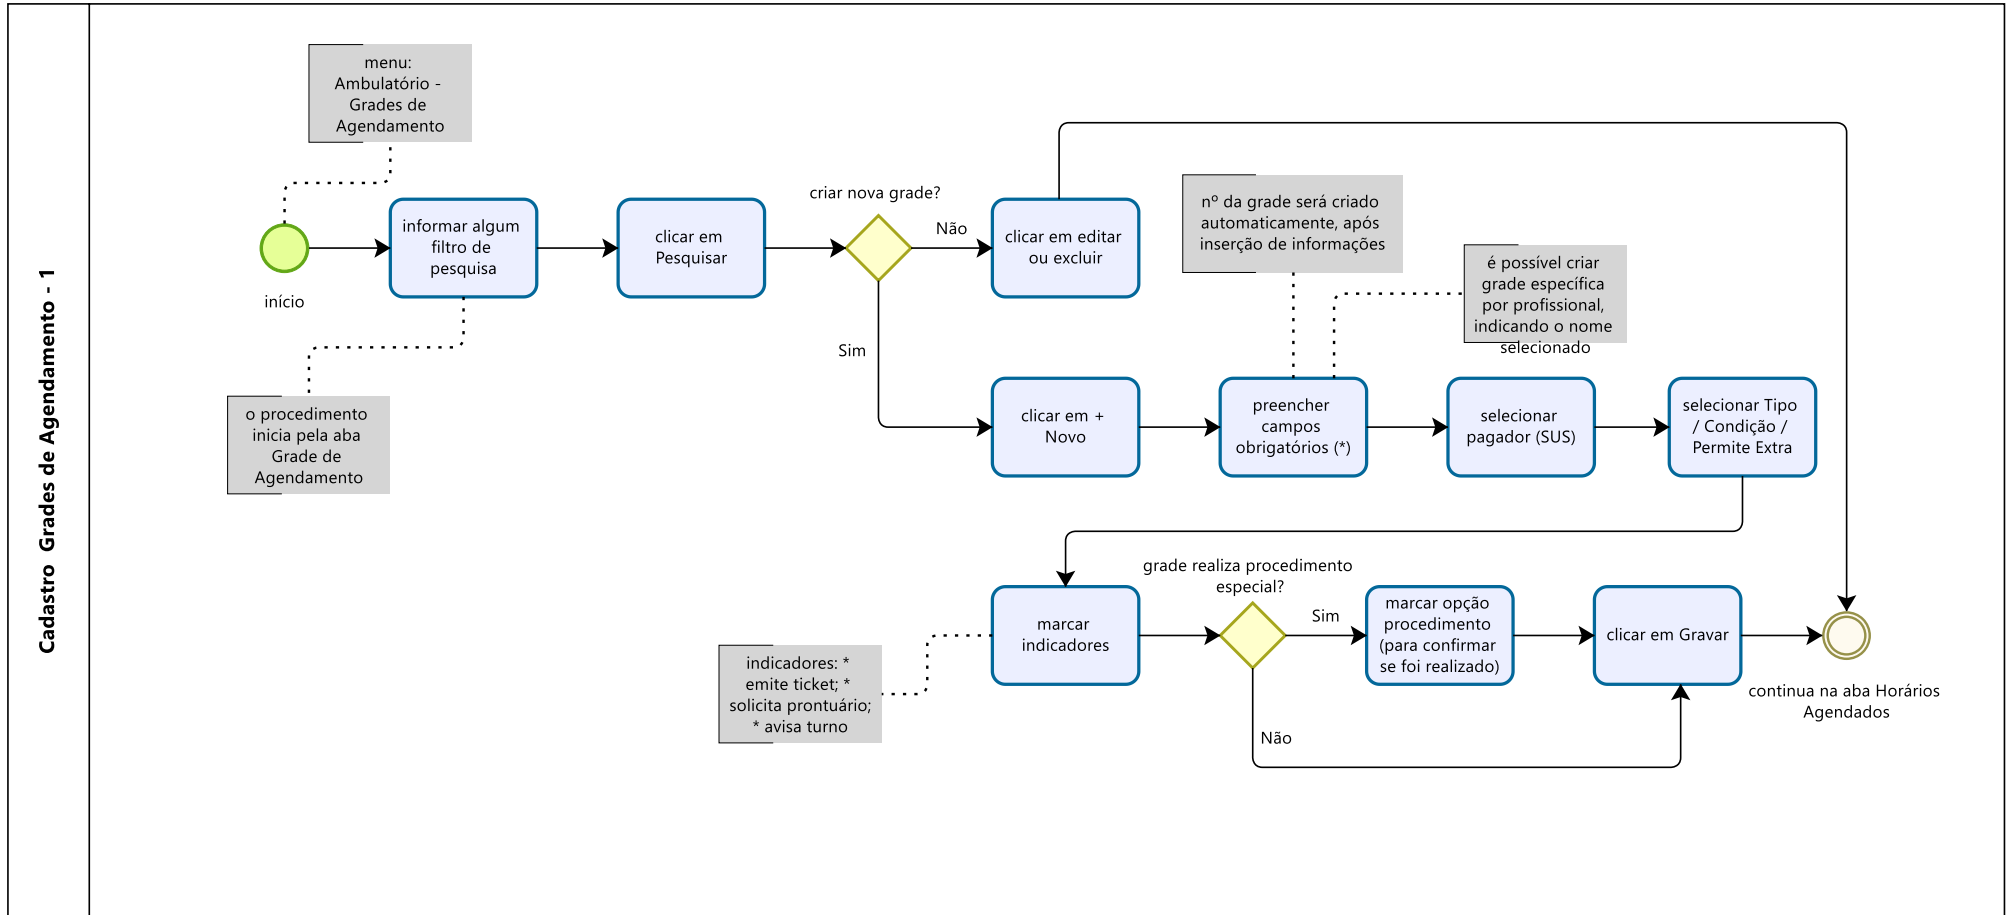 Cadastro Grades de Agendamento - 1
menu:
Ambulatório -
Grades de
Agendamento
início
informar algum
filtro de
pesquisa
o procedimento
inicia pela aba
Grade de
Agendamento
clicar em
Pesquisar
criar nova grade?
Não
Sim
clicar em editar
ou excluir
nº da grade será criado
automaticamente, após
inserção de informações
é possível criar
grade específica
por profissional,
indicando o nome
selecionado
clicar em +
Novo
preencher
campos
obrigatórios (*)
selecionar
pagador (SUS)
selecionar Tipo
/ Condição /
Permite Extra
marcar
indicadores
indicadores: *
emite ticket; *
solicita prontuário;
* avisa turno
grade realiza procedimento
especial?
Sim
Não
marcar opção
procedimento
(para confirmar
se foi realizado)
clicar em Gravar
continua na aba Horários
Agendados